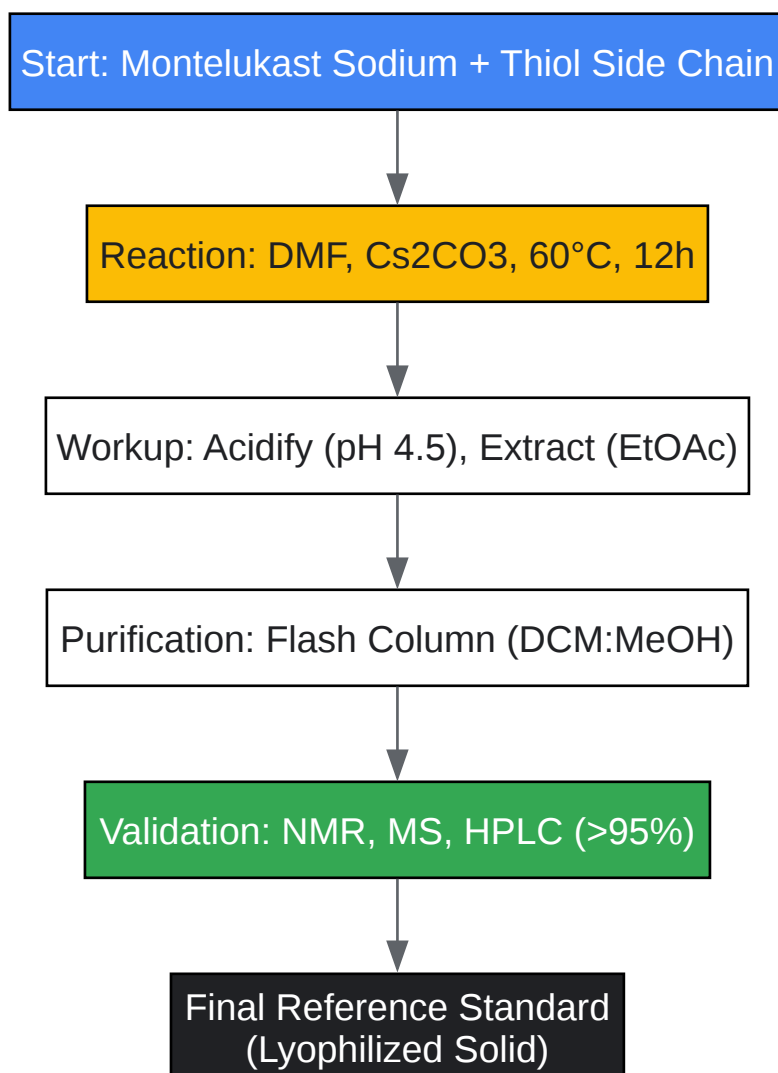 Start: Montelukast Sodium + Thiol Side Chain
Reaction: DMF, Cs2CO3, 60°C, 12h
Workup: Acidify (pH 4.5), Extract (EtOAc)
Purification: Flash Column (DCM:MeOH)
Validation: NMR, MS, HPLC (>95%)
Final Reference Standard
(Lyophilized Solid)